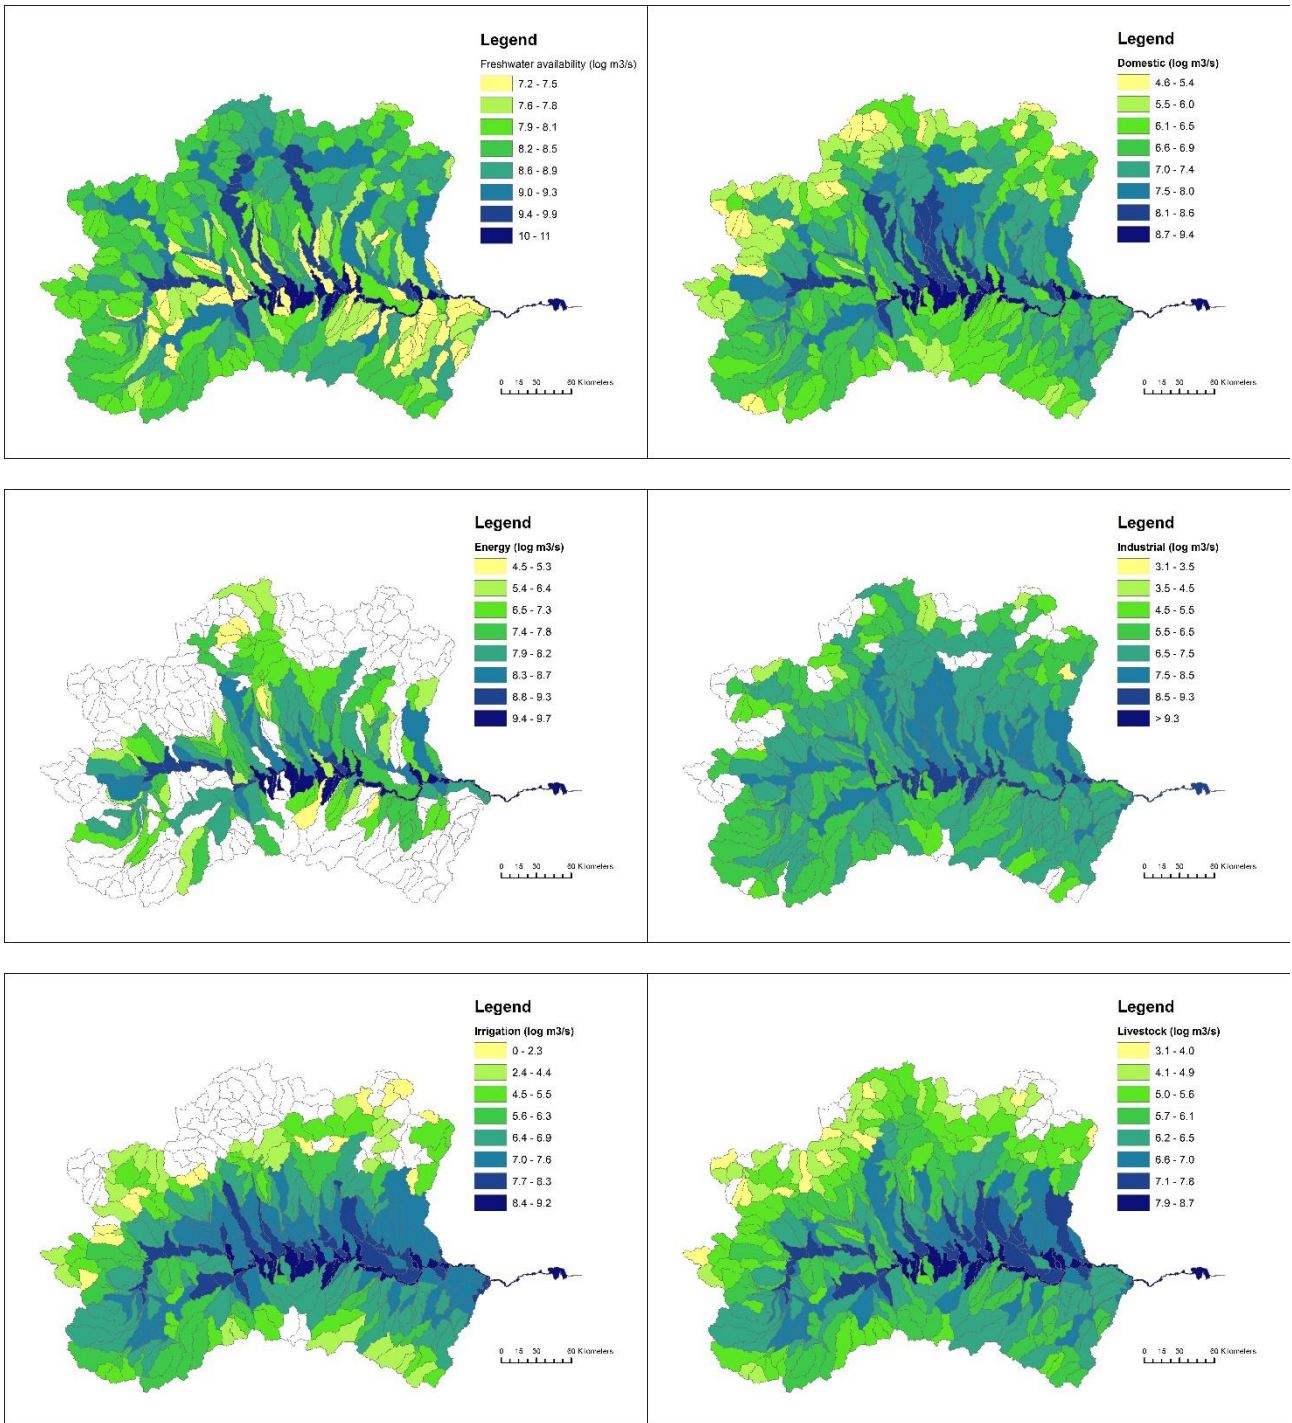 Legend
Freshwater availability (log m3/s)
7.2 - 7.5
7.6 - 7.8
7.9 - 8.1
8.2 - 8.5
8.6 - 8.9
9.0 - 9.3
9.4 - 9.9
10 - 11
0 15 30 60 Kilometers
Legend
Domestic (log m3/s)
4.6 - 5.4
5.5 - 6.0
6.1 - 6.5
6.6 - 6.9
7.0 - 7.4
7.5 - 8.0
8.1 - 8.6
8.7 - 9.4
0 15 30 60 Kilometers
Legend
Energy (log m3/s)
4.5 - 5.3
5.4 - 6.4
6.5 - 7.3
7.4 - 7.8
7.9 - 8.2
8.3 - 8.7
8.8 - 9.3
9.4 - 9.7
0 15 30 60 Kilometers
Legend
Industrial (log m3/s)
3.1 - 3.5
3.5 - 4.5
4.5 - 5.5
5.5 - 6.5
6.5 - 7.5
7.5 - 8.5
8.5 - 9.3
> 9.3
0 15 30 60 Kilometers
Legend
Irrigation (log m3/s)
0 - 2.3
2.4 - 4.4
4.5 - 5.5
5.6 - 6.3
6.4 - 6.9
7.0 - 7.6
7.7 - 8.3
8.4 - 9.2
0 15 30 60 Kilometers
Legend
Livestock (log m3/s)
3.1 - 4.0
4.1 - 4.9
5.0 - 5.6
5.7 - 6.1
6.2 - 6.5
6.6 - 7.0
7.1 - 7.8
7.9 - 8.7
0 15 30 60 Kilometers